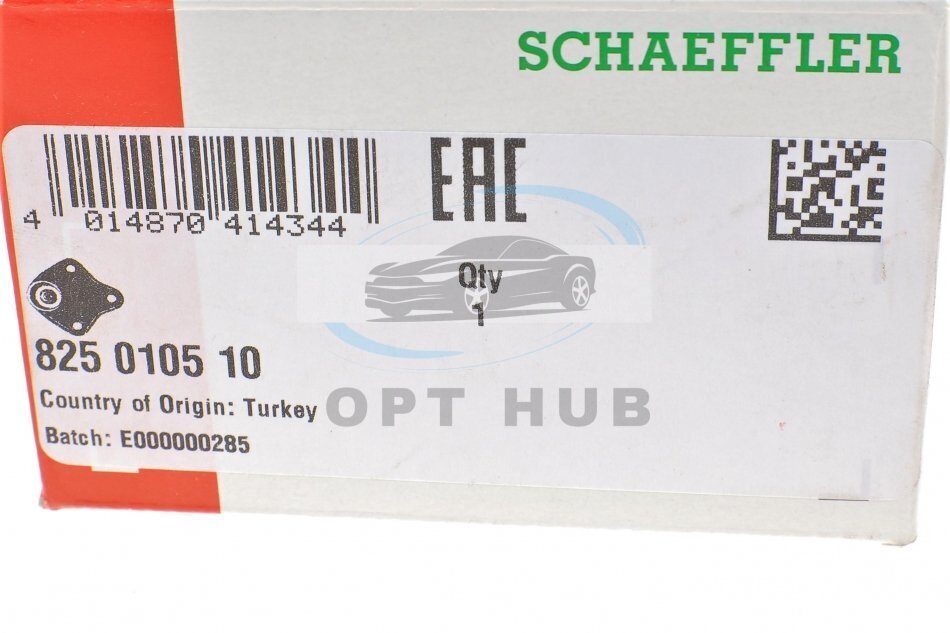 SCHAEFFLER
EAC
4 014870 414344
Qty
1
825 0105 10
Country of Origin: Turkey
OPT HUB
Batch: E000000285